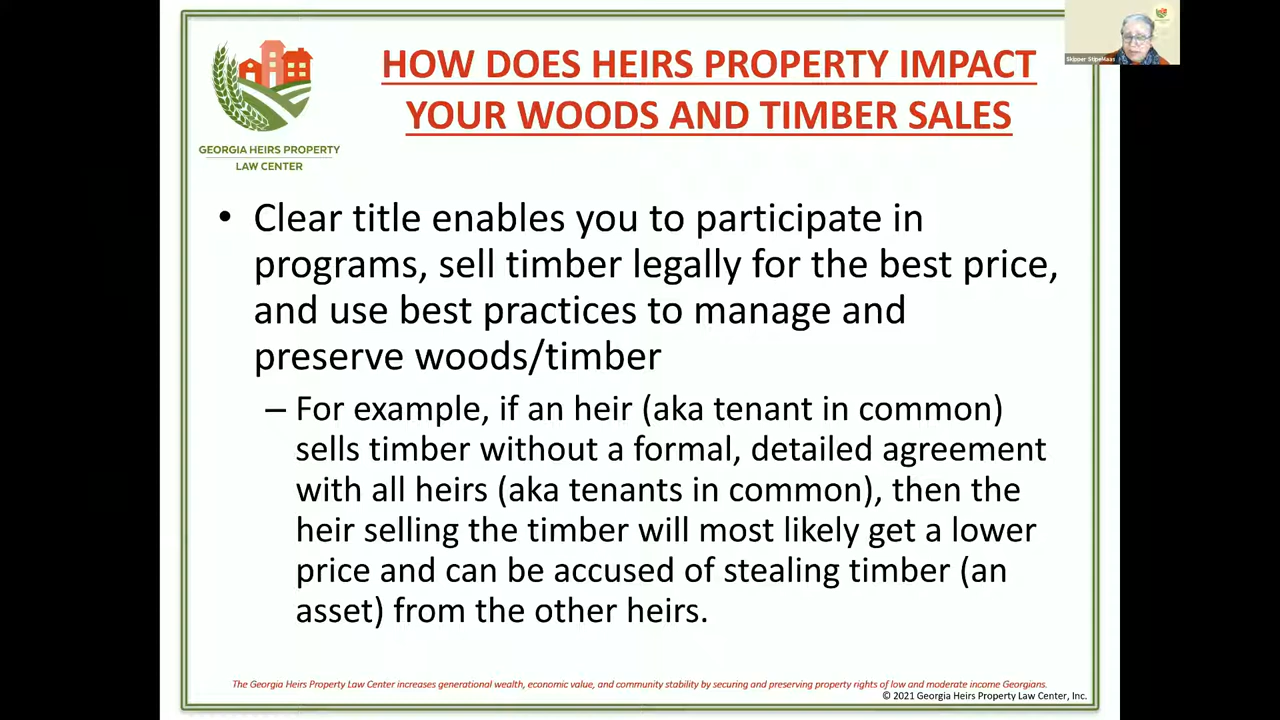 HOW DOES HEIRS PROPERTY IMPACT
YOUR WOODS AND TIMBER SALES
GEORGIA HEIRS PROPERTY
LAW CENTER
• Clear title enables you to participate in
programs, sell timber legally for the best price,
and use best practices to manage and
preserve woods/timber
– For example, if an heir (aka tenant in common)
sells timber without a formal, detailed agreement
with all heirs (aka tenants in common), then the
heir selling the timber will most likely get a lower
price and can be accused of stealing timber (an
asset) from the other heirs.
The Georgia Heirs Property Law Center increases generational wealth, economic value, and community stability by securing and preserving property rights of low and moderate income Georgians.
© 2021 Georgia Heirs Property Law Center, Inc.
Skipper StipeMaas